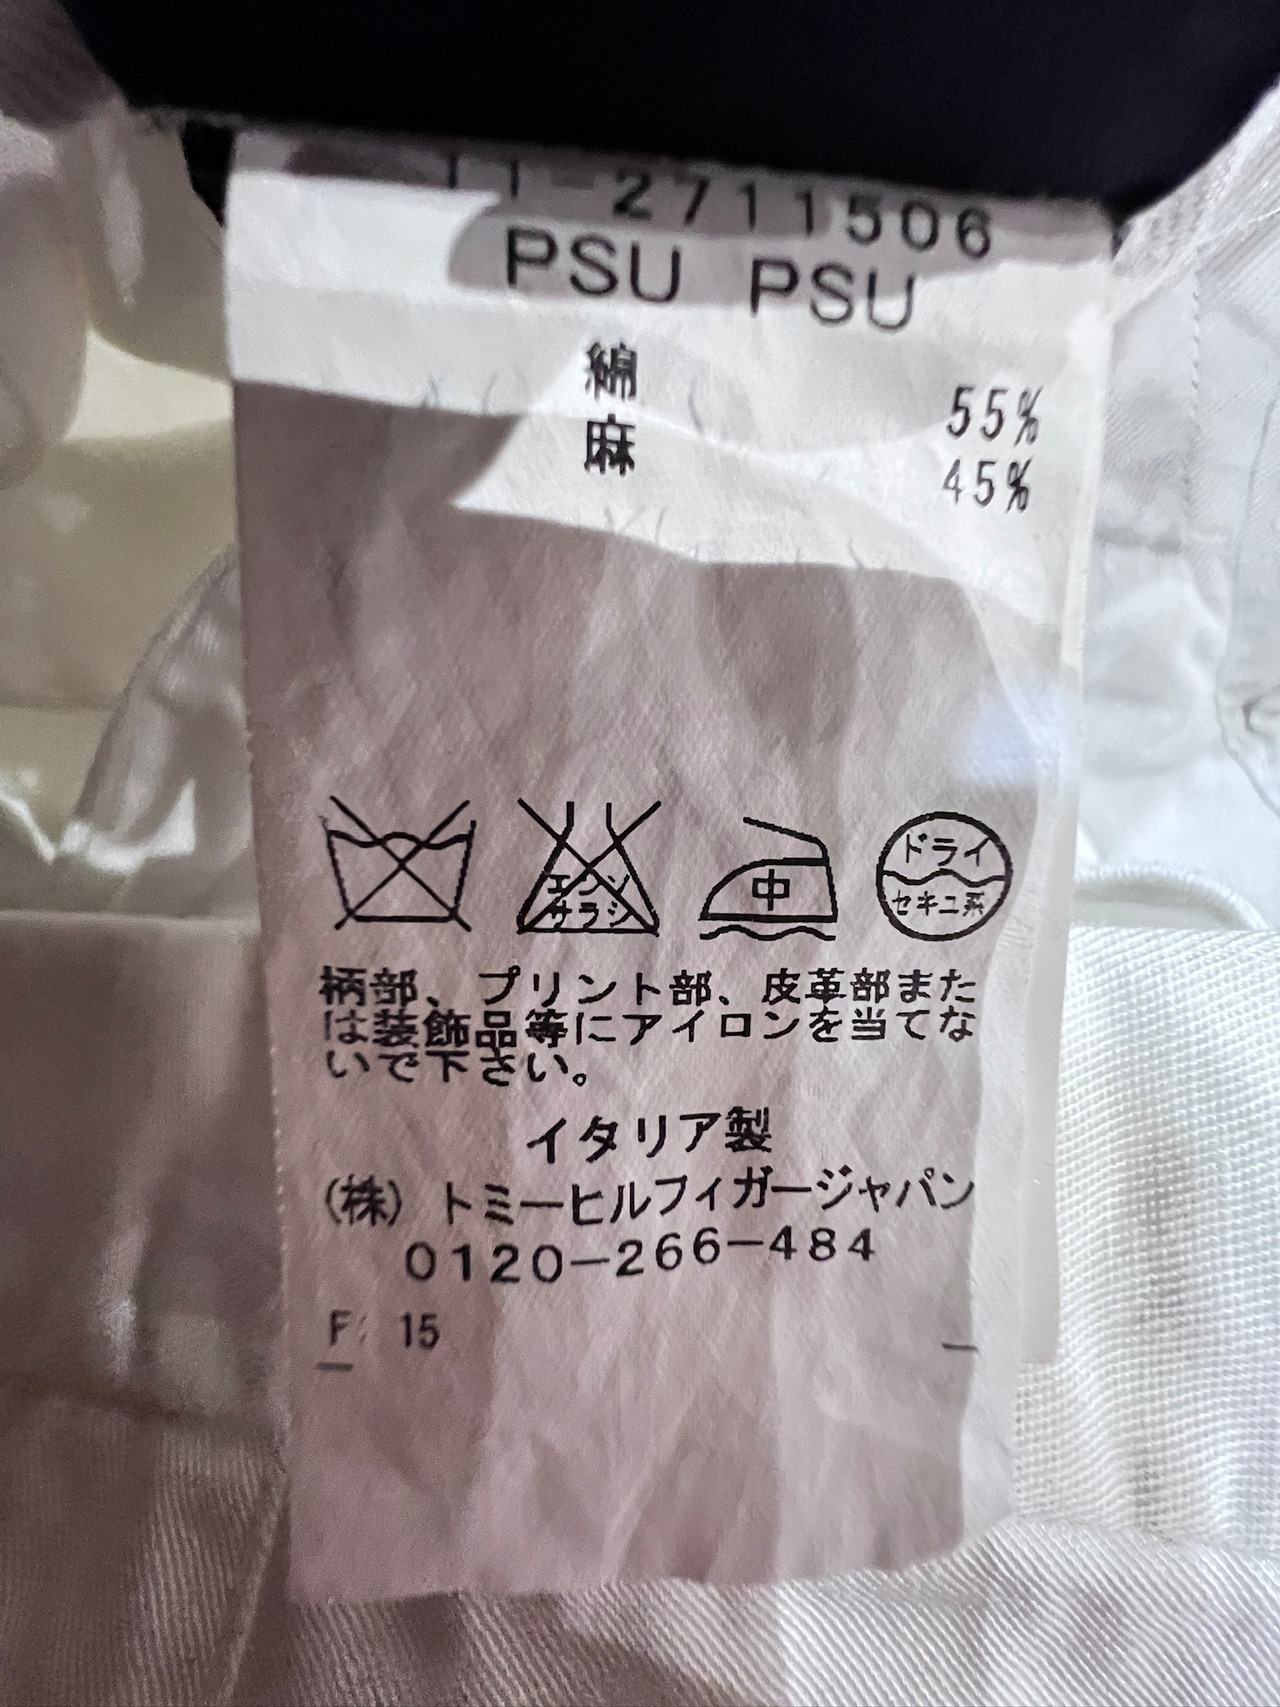 11-2711506
PSU PSU
綿 55%
麻 45%
エンソ
サラシ
中
ドライ
セキユ系
柄部、プリント部、皮革部また
は装飾品等にアイロンを当てな
いで下さい。
イタリア製
(株) トミーヒルフィガージャパン
0120-266-484
F: 15